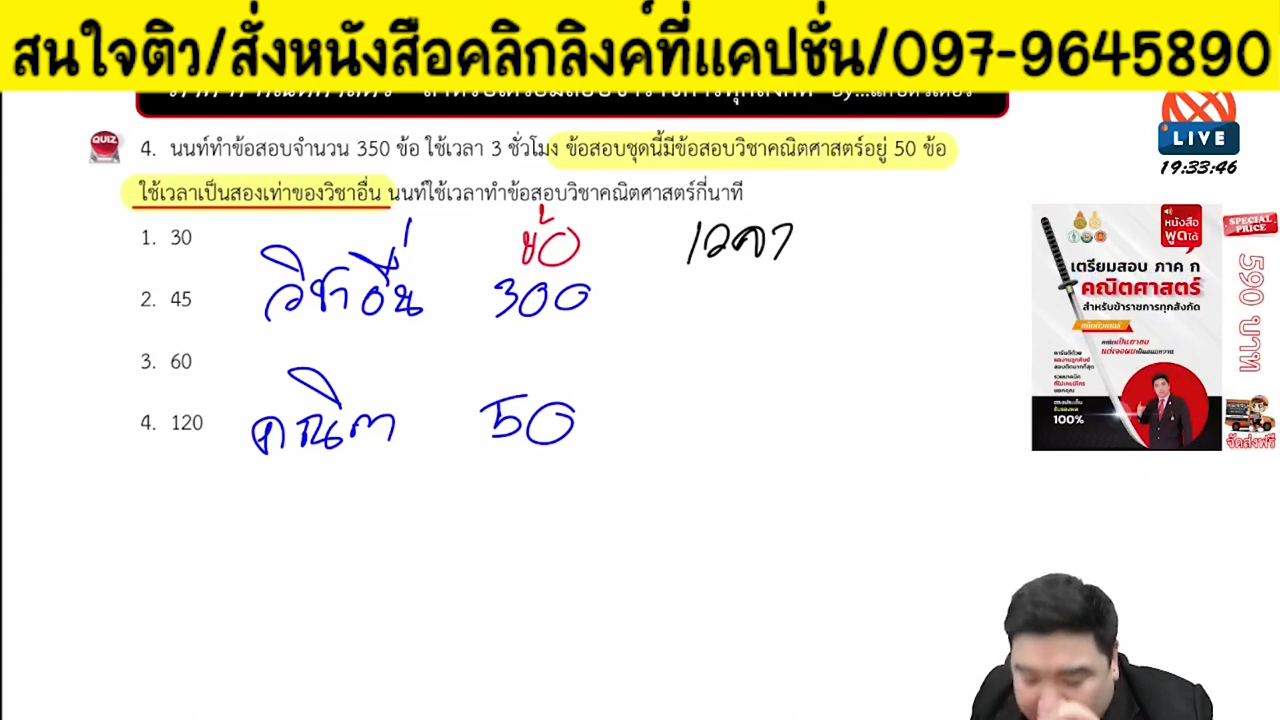 สนใจติว/สั่งหนังสือคลิกลิงค์ที่แคปชั่น/097-9645890
LIVE
19:33:46
QUIZ
4. นนท์ทำข้อสอบจำนวน 350 ข้อ ใช้เวลา 3 ชั่วโมง ข้อสอบชุดนี้มีข้อสอบวิชาคณิตศาสตร์อยู่ 50 ข้อ
ใช้เวลาเป็นสองเท่าของวิชาอื่น นนท์ใช้เวลาทำข้อสอบวิชาคณิตศาสตร์กี่นาที
1. 30
2. 45
3. 60
4. 120
ข้อ เวลา
วิชาอื่น 300
คณิต 50
หนังสือ
พูดได้
เตรียมสอบ ภาค ก
คณิตศาสตร์
สำหรับข้าราชการทุกสังกัด
100%
SPECIAL
PRICE
590 บาท
จัดส่งฟรี